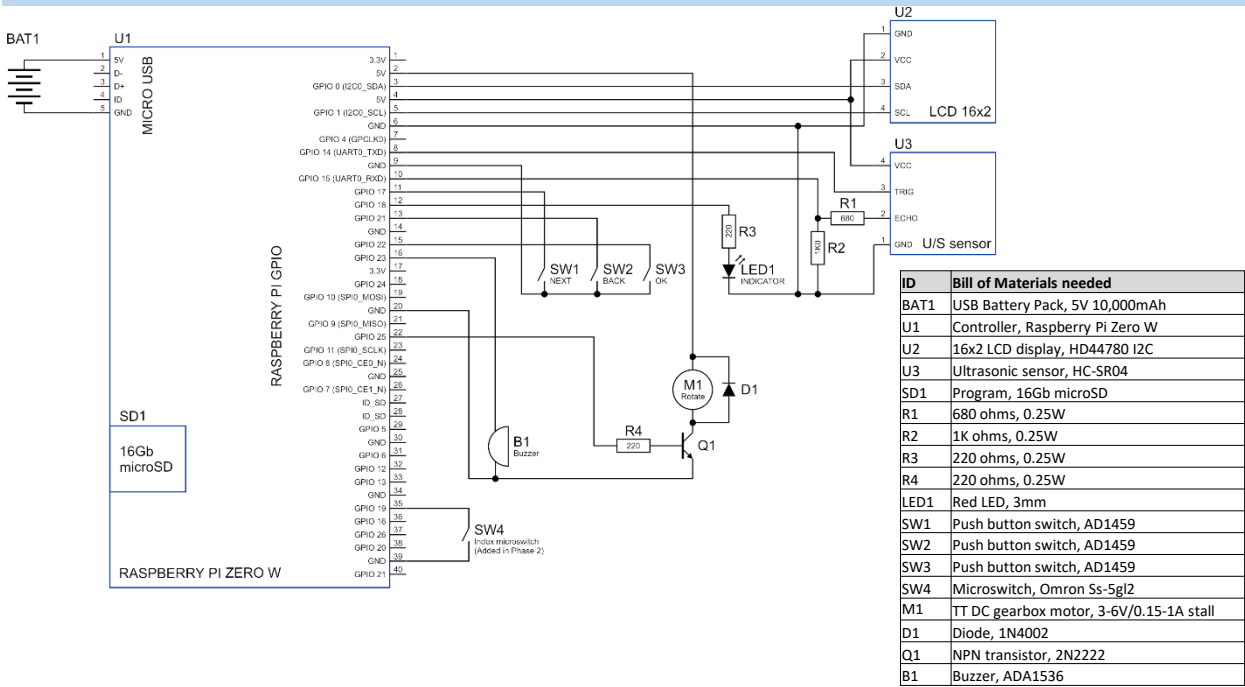 BAT1
U1
MICRO USB
1 5V
2 D-
3 D+
4 ID
5 GND
RASPBERRY PI GPIO
3.3V 1
5V 2
GPIO 0 (I2C0_SDA) 3
5V 4
GPIO 1 (I2C0_SCL) 5
GND 6
GPIO 4 (GPCLK0) 7
GPIO 14 (UART0_TXD) 8
GND 9
GPIO 15 (UART0_RXD) 10
GPIO 17 11
GPIO 18 12
GPIO 21 13
GND 14
GPIO 22 15
GPIO 23 16
3.3V 17
GPIO 24 18
GPIO 10 (SPI0_MOSI) 19
GND 20
GPIO 9 (SPI0_MISO) 21
GPIO 25 22
GPIO 11 (SPI0_SCLK) 23
GPIO 8 (SPI0_CE0_N) 24
GND 25
GPIO 7 (SPI0_CE1_N) 26
ID_SD 27
ID_SD 28
GPIO 5 29
GND 30
GPIO 6 31
GPIO 12 32
GPIO 13 33
GND 34
GPIO 19 35
GPIO 16 36
GPIO 26 37
GPIO 20 38
GND 39
GPIO 21 40
SD1
16Gb
microSD
RASPBERRY PI ZERO W
U2
1 GND
2 VCC
3 SDA
4 SCL
LCD 16x2
U3
4 VCC
3 TRIG
2 ECHO
1 GND
U/S sensor
R1
680
R2
1K0
R3
220
LED1
INDICATOR
SW1
NEXT
SW2
BACK
SW3
OK
M1
Rotate
D1
R4
220
Q1
B1
Buzzer
SW4
Index microswitch
(Added in Phase 2)
ID Bill of Materials needed
BAT1 USB Battery Pack, 5V 10,000mAh
U1 Controller, Raspberry Pi Zero W
U2 16x2 LCD display, HD44780 I2C
U3 Ultrasonic sensor, HC-SR04
SD1 Program, 16Gb microSD
R1 680 ohms, 0.25W
R2 1K ohms, 0.25W
R3 220 ohms, 0.25W
R4 220 ohms, 0.25W
LED1 Red LED, 3mm
SW1 Push button switch, AD1459
SW2 Push button switch, AD1459
SW3 Push button switch, AD1459
SW4 Microswitch, Omron Ss-5gl2
M1 TT DC gearbox motor, 3-6V/0.15-1A stall
D1 Diode, 1N4002
Q1 NPN transistor, 2N2222
B1 Buzzer, ADA1536